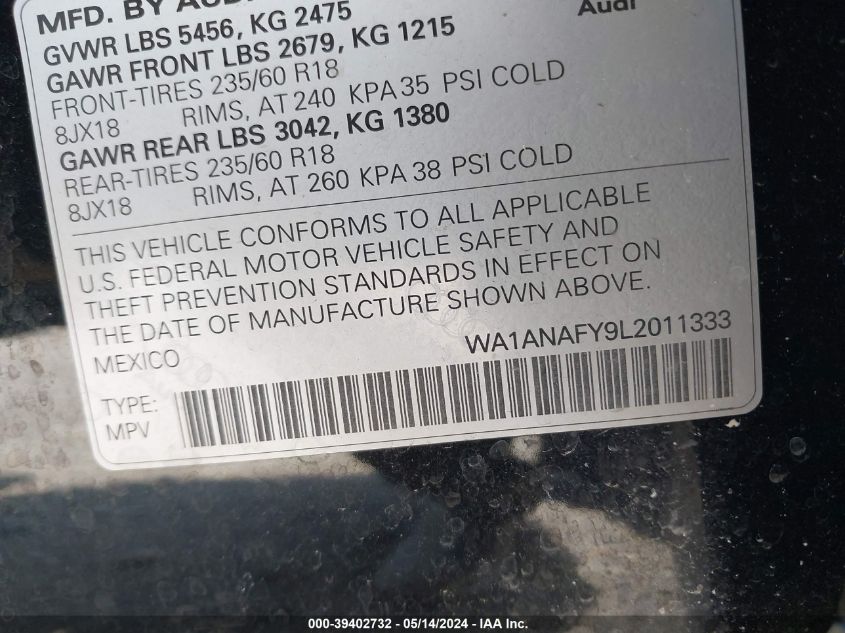 MFD. BY AUDI
Audi
GVWR LBS 5456, KG 2475
GAWR FRONT LBS 2679, KG 1215
FRONT-TIRES 235/60 R18
8JX18 RIMS, AT 240 KPA 35 PSI COLD
GAWR REAR LBS 3042, KG 1380
REAR-TIRES 235/60 R18
8JX18 RIMS, AT 260 KPA 38 PSI COLD
THIS VEHICLE CONFORMS TO ALL APPLICABLE
U.S. FEDERAL MOTOR VEHICLE SAFETY AND
THEFT PREVENTION STANDARDS IN EFFECT ON
THE DATE OF MANUFACTURE SHOWN ABOVE.
MEXICO WA1ANAFY9L2011333
TYPE:
MPV
000-39402732 - 05/14/2024 - IAA Inc.